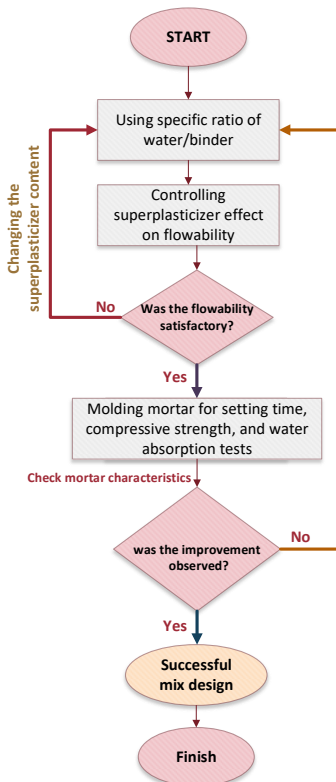 START
Using specific ratio of
water/binder
Changing the
superplasticizer content
Controlling
superplasticizer effect
on flowability
No
Was the flowability
satisfactory?
Yes
Molding mortar for setting time,
compressive strength, and water
absorption tests
Check mortar characteristics
No
was the improvement
observed?
Yes
Successful
mix design
Finish